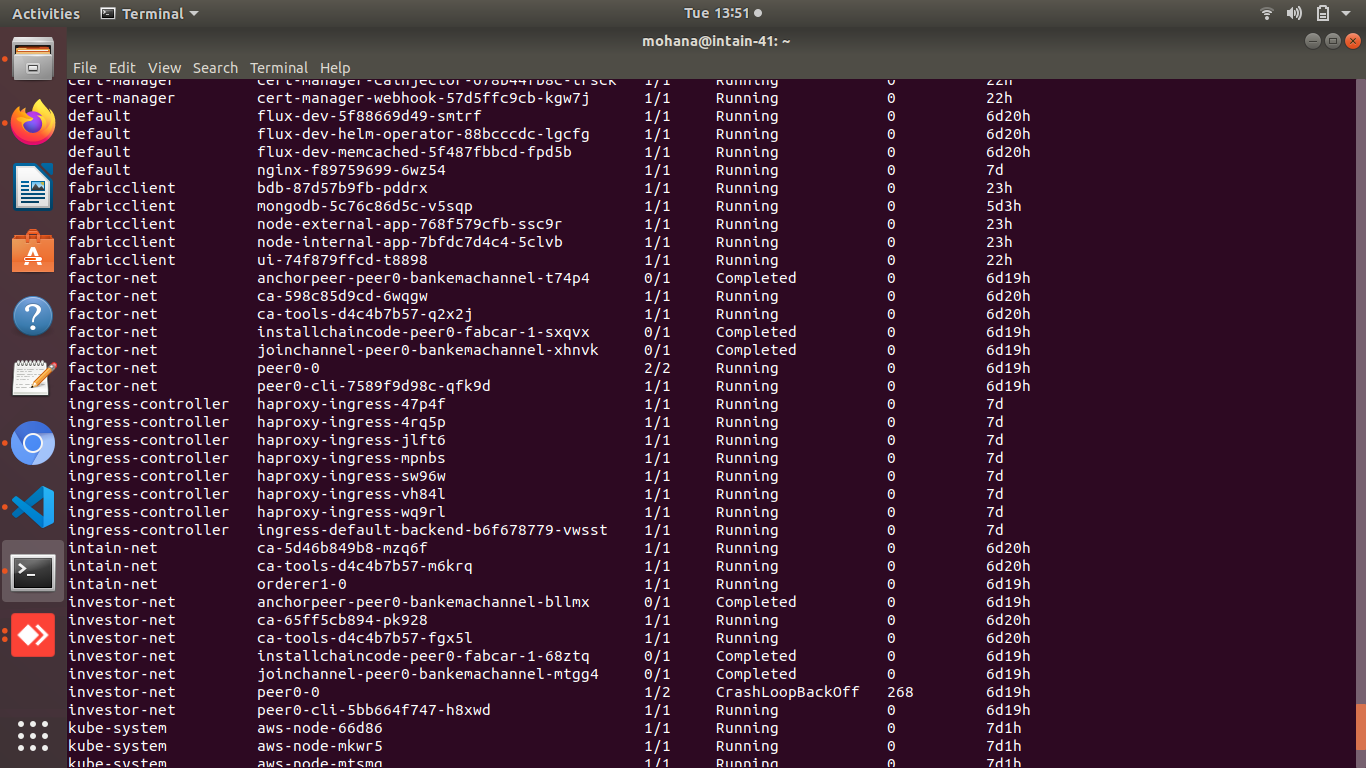 Activities Terminal Tue 13:51
mohana@intain-41: ~
File Edit View Search Terminal Help
cert-manager 1/1 Running 0 22h
cert-manager cert-manager-webhook-57d5ffc9cb-kgw7j 1/1 Running 0 22h
default flux-dev-5f88669d49-smtrf 1/1 Running 0 6d20h
default flux-dev-helm-operator-88bcccdc-lgcfg 1/1 Running 0 6d20h
default flux-dev-memcached-5f487fbbcd-fpd5b 1/1 Running 0 6d20h
default nginx-f89759699-6wz54 1/1 Running 0 7d
fabricclient bdb-87d57b9fb-pddrx 1/1 Running 0 23h
fabricclient mongodb-5c76c86d5c-v5sqp 1/1 Running 0 5d3h
fabricclient node-external-app-768f579cfb-ssc9r 1/1 Running 0 23h
fabricclient node-internal-app-7bfdc7d4c4-5clvb 1/1 Running 0 23h
fabricclient ui-74f879ffcd-t8898 1/1 Running 0 22h
factor-net anchorpeer-peer0-bankemachannel-t74p4 0/1 Completed 0 6d19h
factor-net ca-598c85d9cd-6wqgw 1/1 Running 0 6d20h
factor-net ca-tools-d4c4b7b57-q2x2j 1/1 Running 0 6d20h
factor-net installchaincode-peer0-fabcar-1-sxqvx 0/1 Completed 0 6d19h
factor-net joinchannel-peer0-bankemachannel-xhnvk 0/1 Completed 0 6d19h
factor-net peer0-0 2/2 Running 0 6d19h
factor-net peer0-cli-7589f9d98c-qfk9d 1/1 Running 0 6d19h
ingress-controller haproxy-ingress-47p4f 1/1 Running 0 7d
ingress-controller haproxy-ingress-4rq5p 1/1 Running 0 7d
ingress-controller haproxy-ingress-jlft6 1/1 Running 0 7d
ingress-controller haproxy-ingress-mpnbs 1/1 Running 0 7d
ingress-controller haproxy-ingress-sw96w 1/1 Running 0 7d
ingress-controller haproxy-ingress-vh84l 1/1 Running 0 7d
ingress-controller haproxy-ingress-wq9rl 1/1 Running 0 7d
ingress-controller ingress-default-backend-b6f678779-vwsst 1/1 Running 0 7d
intain-net ca-5d46b849b8-mzq6f 1/1 Running 0 6d20h
intain-net ca-tools-d4c4b7b57-m6krq 1/1 Running 0 6d20h
intain-net orderer1-0 1/1 Running 0 6d19h
investor-net anchorpeer-peer0-bankemachannel-bllmx 0/1 Completed 0 6d19h
investor-net ca-65ff5cb894-pk928 1/1 Running 0 6d20h
investor-net ca-tools-d4c4b7b57-fgx5l 1/1 Running 0 6d20h
investor-net installchaincode-peer0-fabcar-1-68ztq 0/1 Completed 0 6d19h
investor-net joinchannel-peer0-bankemachannel-mtgg4 0/1 Completed 0 6d19h
investor-net peer0-0 1/2 CrashLoopBackOff 268 6d19h
investor-net peer0-cli-5bb664f747-h8xwd 1/1 Running 0 6d19h
kube-system aws-node-66d86 1/1 Running 0 7d1h
kube-system aws-node-mkwr5 1/1 Running 0 7d1h
kube-system aws-node-mtsmq 1/1 Running 0 7d1h